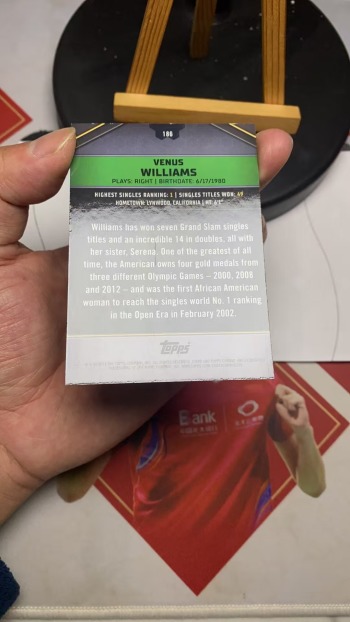 186
VENUS
WILLIAMS
PLAYS: RIGHT | BIRTHDATE: 6/17/1980
HIGHEST SINGLES RANKING: 1 | SINGLES TITLES WON: 49
HOMETOWN: LYNWOOD, CALIFORNIA | HT: 6'1"
Williams has won seven Grand Slam singles
titles and an incredible 14 in doubles, all with
her sister, Serena. One of the greatest of all
time, the American owns four gold medals from
three different Olympic Games – 2000, 2008
and 2012 – and was the first African American
woman to reach the singles world No. 1 ranking
in the Open Era in February 2002.
topps
Bank